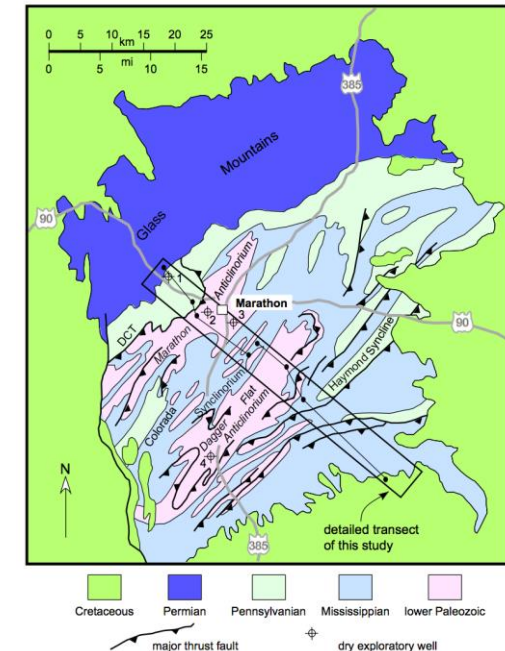 0 5 10 15 20 25
km
mi
0 5 10 15 25
385
Mountains
Glass
90
1
Anticlinorium
Marathon
2
3
90
DCT
Marathon
Haymond Syncline
Synclinorium
Flat
Colorada
Dagger
Anticlinorium
4
N
385
detailed transect
of this study
Cretaceous Permian Pennsylvanian Mississippian lower Paleozoic
major thrust fault dry exploratory well